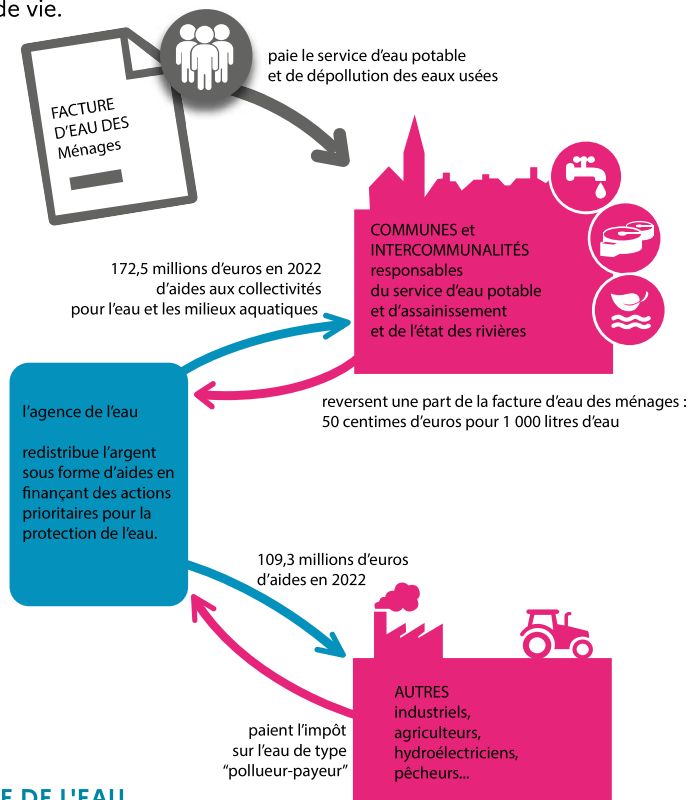 de vie.
paie le service d'eau potable
et de dépollution des eaux usées
FACTURE
D'EAU DES
Ménages
COMMUNES et
INTERCOMMUNALITÉS
responsables
du service d'eau potable
et d'assainissement
et de l'état des rivières
172,5 millions d'euros en 2022
d'aides aux collectivités
pour l'eau et les milieux aquatiques
reversent une part de la facture d'eau des ménages :
50 centimes d'euros pour 1 000 litres d'eau
l'agence de l'eau
redistribue l'argent
sous forme d'aides en
finançant des actions
prioritaires pour la
protection de l'eau.
109,3 millions d'euros
d'aides en 2022
AUTRES
industriels,
agriculteurs,
hydroélectriciens,
pêcheurs...
paient l'impôt
sur l'eau de type
"pollueur-payeur"
E DE L'EAU